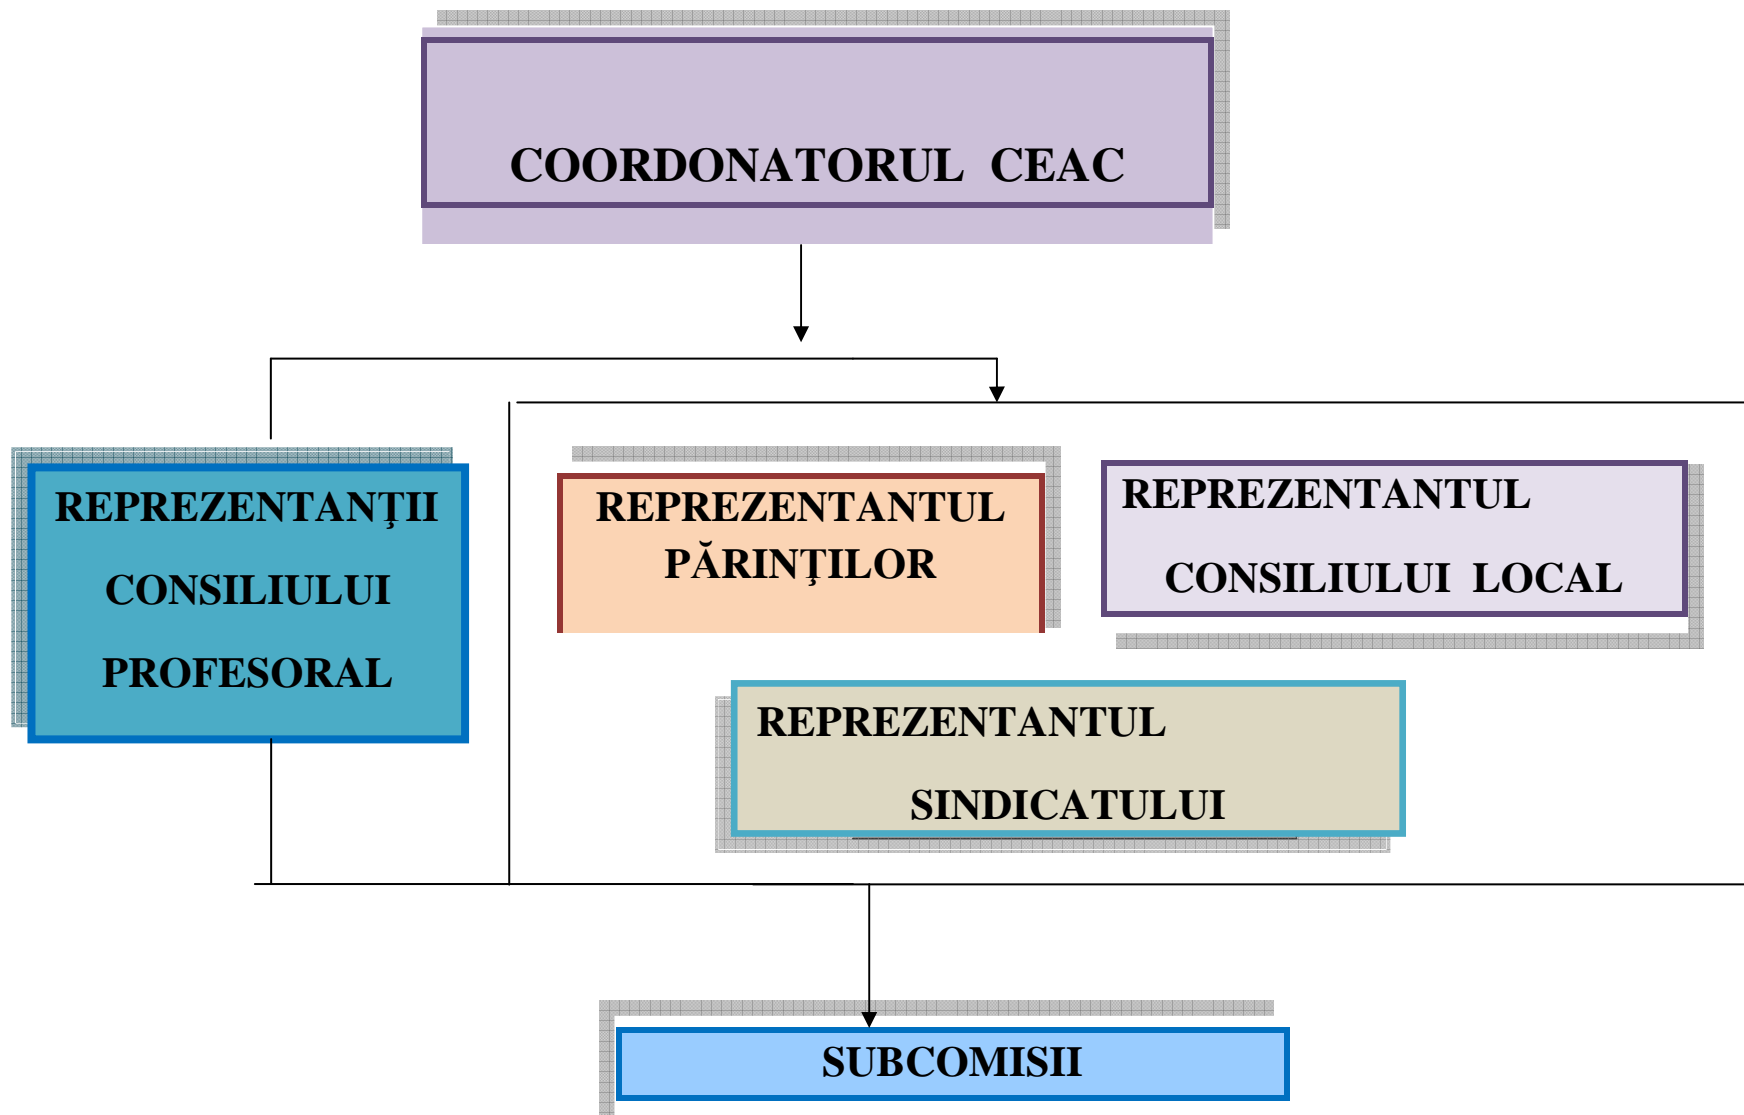 COORDONATORUL CEAC
REPREZENTANŢII
CONSILIULUI
PROFESORAL
REPREZENTANTUL
PĂRINŢILOR
REPREZENTANTUL
CONSILIULUI LOCAL
REPREZENTANTUL
SINDICATULUI
SUBCOMISII